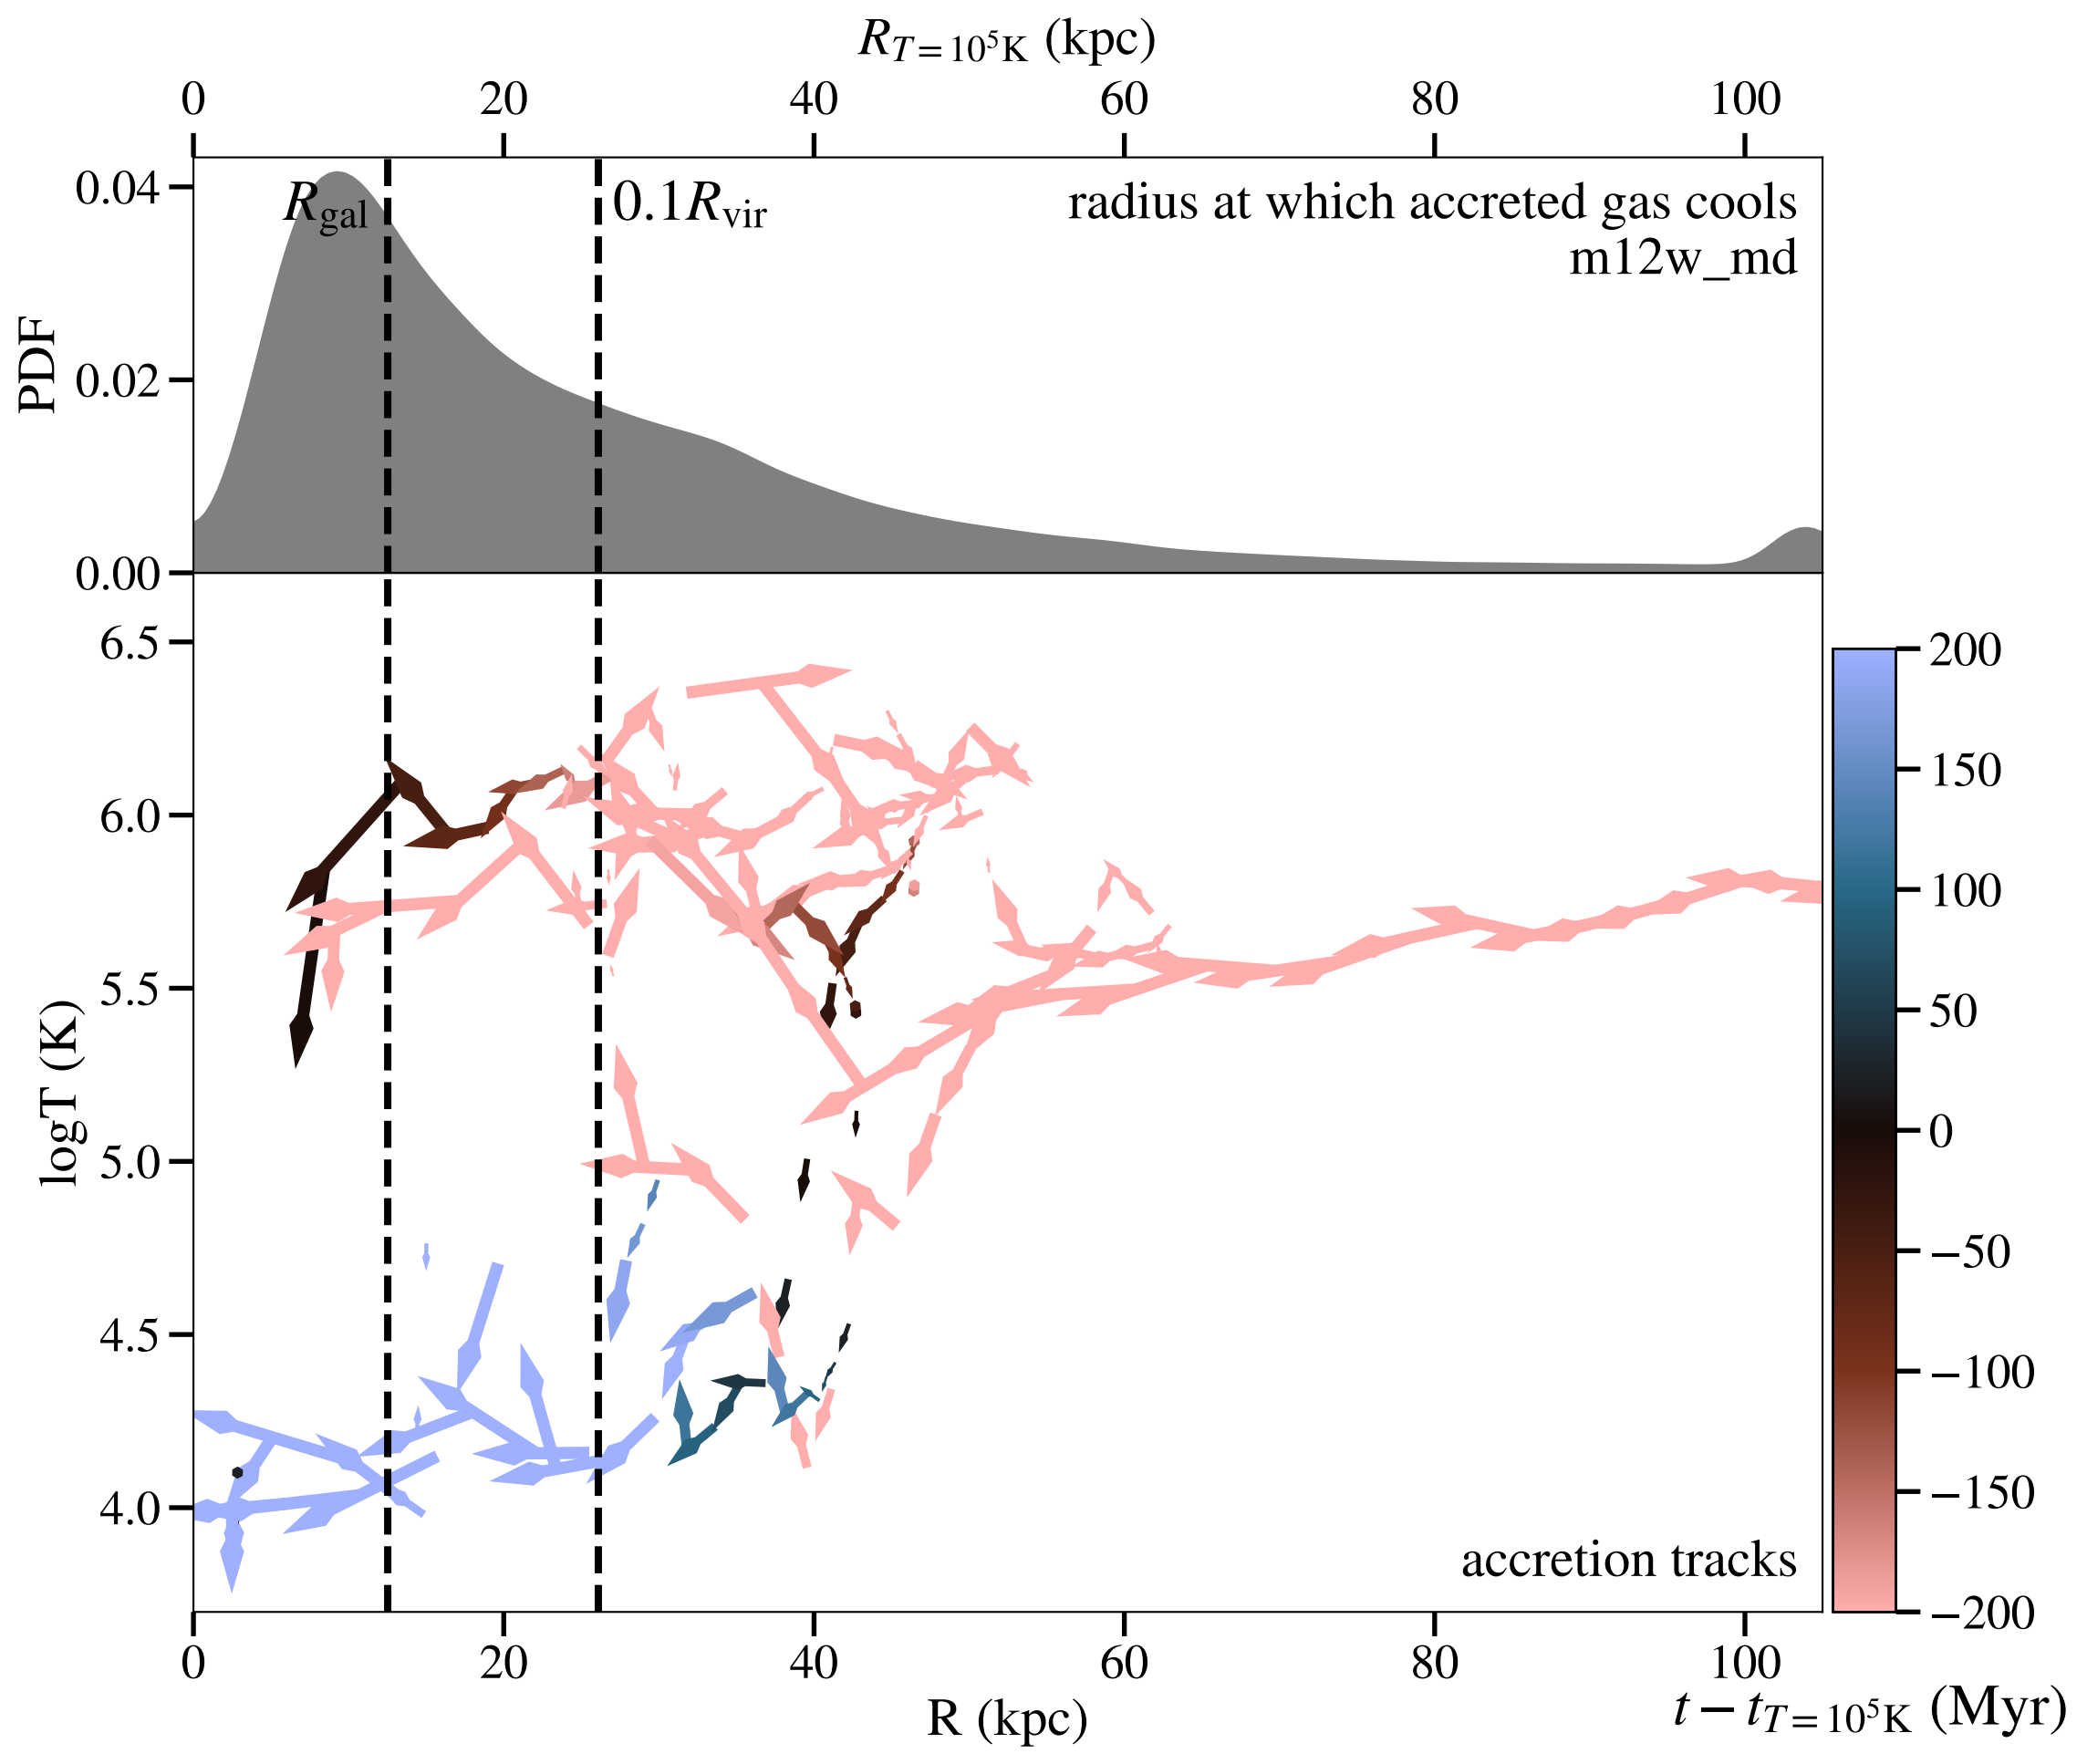 R_{T=10^5K} (kpc)
0 20 40 60 80 100
0.04
0.02
0.00
PDF
R_gal
0.1R_vir
radius at which accreted gas cools
m12w_md
6.5
6.0
5.5
5.0
4.5
4.0
logT (K)
accretion tracks
200
150
100
50
0
−50
−100
−150
−200
0 20 40 60 80 100
R (kpc)
t − t_{T=10^5K} (Myr)